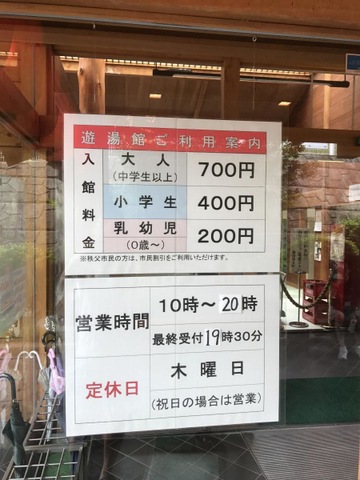 遊湯館ご利用案内
入館料金
大人
(中学生以上)
700円
小学生
400円
乳幼児
(0歳〜)
200円
※秩父市民の方は、市民割引をご利用いただけます。
営業時間
10時〜20時
最終受付19時30分
定休日
木曜日
(祝日の場合は営業)